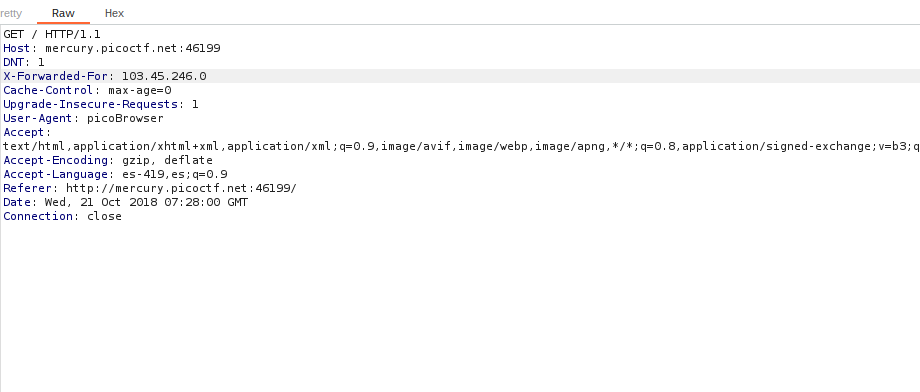 retty Raw Hex
GET / HTTP/1.1
Host: mercury.picoctf.net:46199
DNT: 1
X-Forwarded-For: 103.45.246.0
Cache-Control: max-age=0
Upgrade-Insecure-Requests: 1
User-Agent: picoBrowser
Accept:
text/html,application/xhtml+xml,application/xml;q=0.9,image/avif,image/webp,image/apng,*/*;q=0.8,application/signed-exchange;v=b3;q
Accept-Encoding: gzip, deflate
Accept-Language: es-419,es;q=0.9
Referer: http://mercury.picoctf.net:46199/
Date: Wed, 21 Oct 2018 07:28:00 GMT
Connection: close